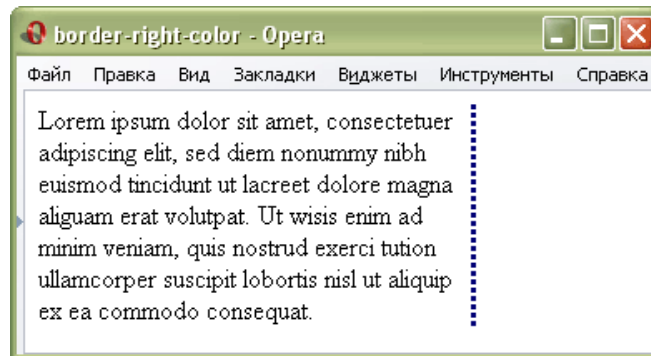 border-right-color - Opera
Файл Правка Вид Закладки Виджеты Инструменты Справка
Lorem ipsum dolor sit amet, consectetuer
adipiscing elit, sed diem nonummy nibh
euismod tincidunt ut lacreet dolore magna
aliguam erat volutpat. Ut wisis enim ad
minim veniam, quis nostrud exerci tution
ullamcorper suscipit lobortis nisl ut aliquip
ex ea commodo consequat.